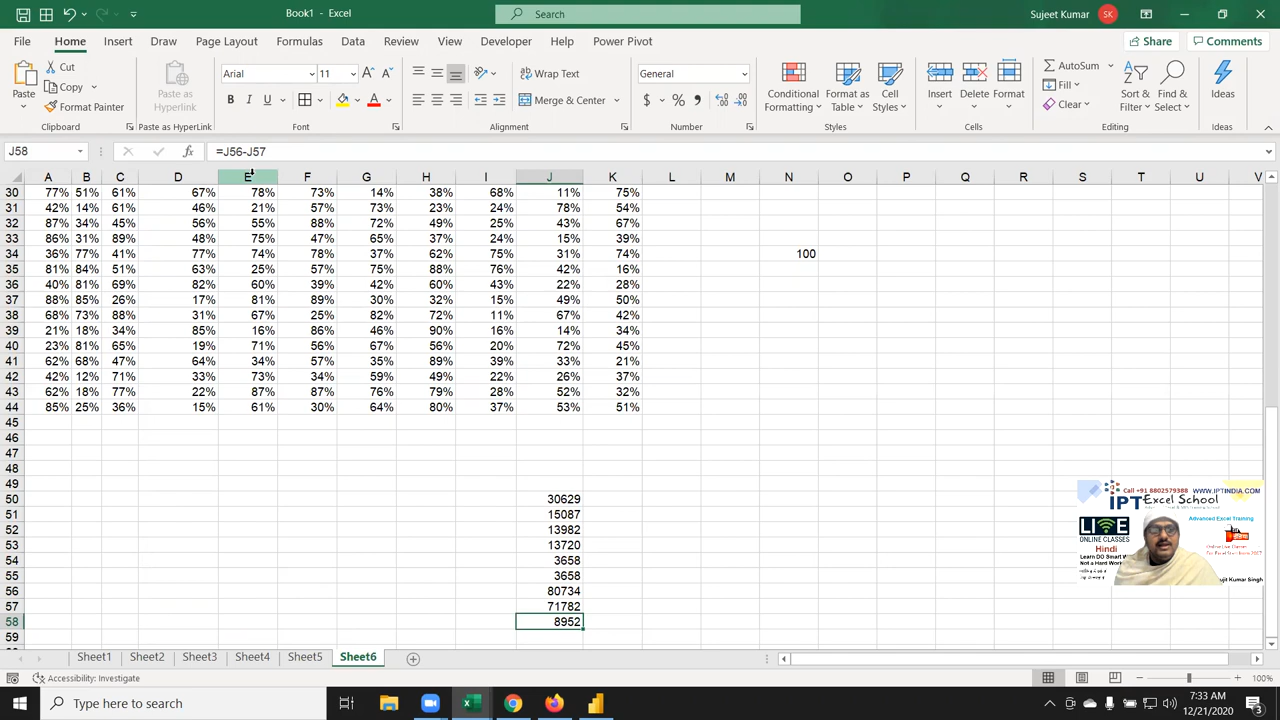 Book1 - Excel
Search
Sujeet Kumar SK
File Home Insert Draw Page Layout Formulas Data Review View Developer Help Power Pivot Share Comments
Paste Cut Copy Format Painter Clipboard
Paste as Hyperlink Paste as HyperLink
Arial 11 B I U Font
Wrap Text Merge & Center Alignment
General $ % Number
Conditional Formatting Format as Table Cell Styles Styles
Insert Delete Format Cells
AutoSum Fill Clear Sort & Filter Find & Select Editing
Ideas Ideas
J58 fx =J56-J57
A B C D E F G H I J K L M N O P Q R S T U V
30 77% 51% 61% 67% 78% 73% 14% 38% 68% 11% 75%
31 42% 14% 61% 46% 21% 57% 73% 23% 24% 78% 54%
32 87% 34% 45% 56% 55% 88% 72% 49% 25% 43% 67%
33 86% 31% 89% 48% 75% 47% 65% 37% 24% 15% 39%
34 36% 77% 41% 77% 74% 78% 37% 62% 75% 31% 74% 100
35 81% 84% 51% 63% 25% 57% 75% 88% 76% 42% 16%
36 40% 81% 69% 82% 60% 39% 42% 60% 43% 22% 28%
37 88% 85% 26% 17% 81% 89% 30% 32% 15% 49% 50%
38 68% 73% 88% 31% 67% 25% 82% 72% 11% 67% 42%
39 21% 18% 34% 85% 16% 86% 46% 90% 16% 14% 34%
40 23% 81% 65% 19% 71% 56% 67% 56% 20% 72% 45%
41 62% 68% 47% 64% 34% 57% 35% 89% 39% 33% 21%
42 42% 12% 71% 33% 73% 34% 59% 49% 22% 26% 37%
43 62% 18% 77% 22% 87% 87% 76% 79% 28% 52% 32%
44 85% 25% 36% 15% 61% 30% 64% 80% 37% 53% 51%
45
46
47
48
49
50 30629
51 15087
52 13982
53 13720
54 3658
55 3658
56 80734
57 71782
58 8952
59
Call +91 8802579388 WWW.IPTINDIA.COM
IPT Excel School
LIVE
ONLINE CLASSES
Hindi
Advanced Excel Training
Sheet1 Sheet2 Sheet3 Sheet4 Sheet5 Sheet6
Accessibility: Investigate 100%
Type here to search
7:33 AM
12/21/2020